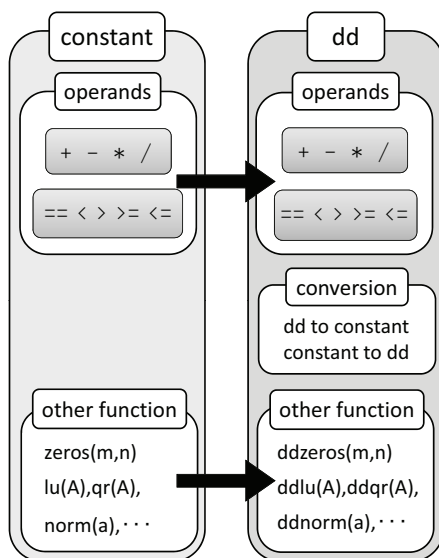 constant
operands
+ - * /
== < > >= <=
other function
zeros(m,n)
lu(A),qr(A),
norm(a),···
dd
operands
+ - * /
== < > >= <=
conversion
dd to constant
constant to dd
other function
ddzeros(m,n)
ddlu(A),ddqr(A),
ddnorm(a),···